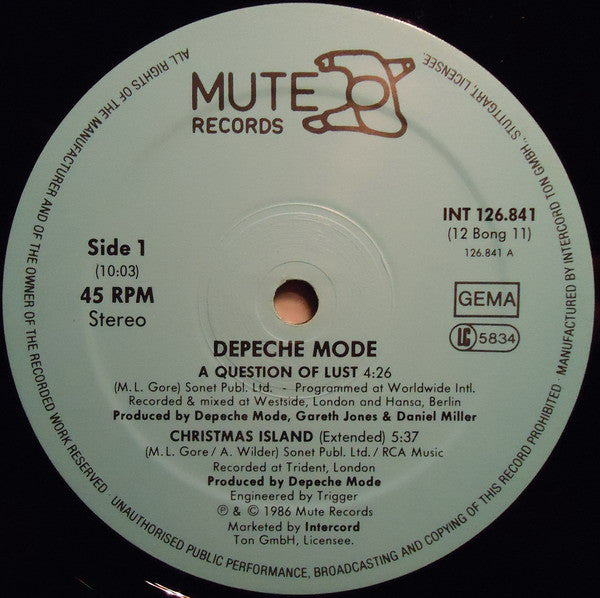 MUTE
RECORDS
INT 126.841
(12 Bong 11)
126.841 A
Side 1
(10:03)
45 RPM
Stereo
GEMA
LC 5834
DEPECHE MODE
A QUESTION OF LUST 4:26
(M. L. Gore) Sonet Publ. Ltd. - Programmed at Worldwide Intl.
Recorded & mixed at Westside, London and Hansa, Berlin
Produced by Depeche Mode, Gareth Jones & Daniel Miller
CHRISTMAS ISLAND (Extended) 5:37
(M. L. Gore / A. Wilder) Sonet Publ. Ltd. / RCA Music
Recorded at Trident, London
Produced by Depeche Mode
Engineered by Trigger
℗ & © 1986 Mute Records
Marketed by Intercord
Ton GmbH, Licensee.
ALL RIGHTS OF THE MANUFACTURER AND OF THE OWNER OF THE RECORDED WORK RESERVED · UNAUTHORISED PUBLIC PERFORMANCE, BROADCASTING AND COPYING OF THIS RECORD PROHIBITED · MANUFACTURED BY INTERCORD TON GMBH., STUTTGART, LICENSEE.